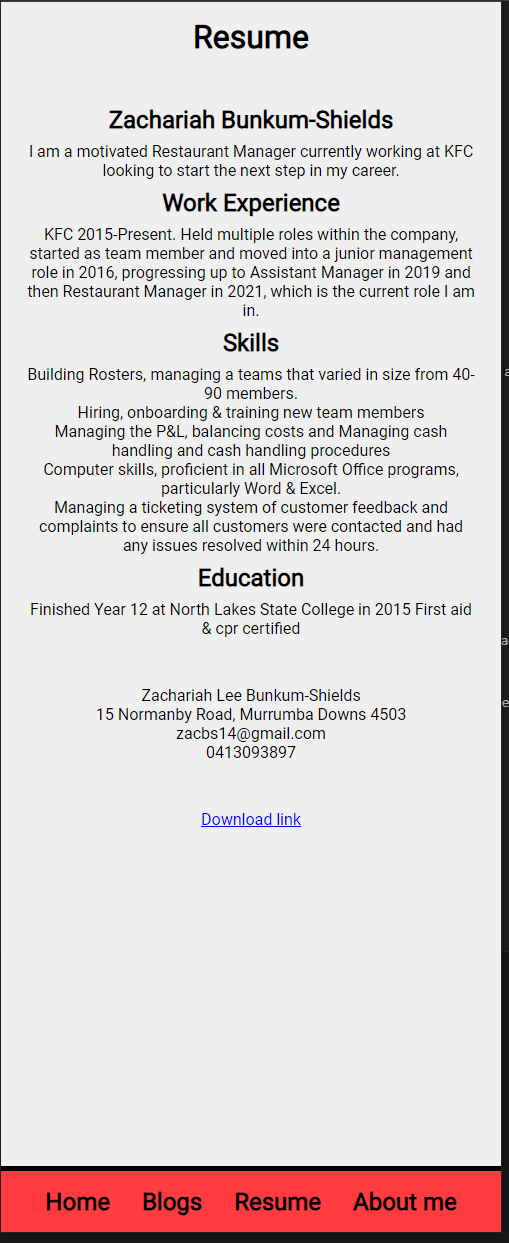 Resume
Zachariah Bunkum-Shields
I am a motivated Restaurant Manager currently working at KFC
looking to start the next step in my career.
Work Experience
KFC 2015-Present. Held multiple roles within the company,
started as team member and moved into a junior management
role in 2016, progressing up to Assistant Manager in 2019 and
then Restaurant Manager in 2021, which is the current role I am
in.
Skills
Building Rosters, managing a teams that varied in size from 40-
90 members.
Hiring, onboarding & training new team members
Managing the P&L, balancing costs and Managing cash
handling and cash handling procedures
Computer skills, proficient in all Microsoft Office programs,
particularly Word & Excel.
Managing a ticketing system of customer feedback and
complaints to ensure all customers were contacted and had
any issues resolved within 24 hours.
Education
Finished Year 12 at North Lakes State College in 2015 First aid
& cpr certified
Zachariah Lee Bunkum-Shields
15 Normanby Road, Murrumba Downs 4503
zacbs14@gmail.com
0413093897
Download link
Home Blogs Resume About me